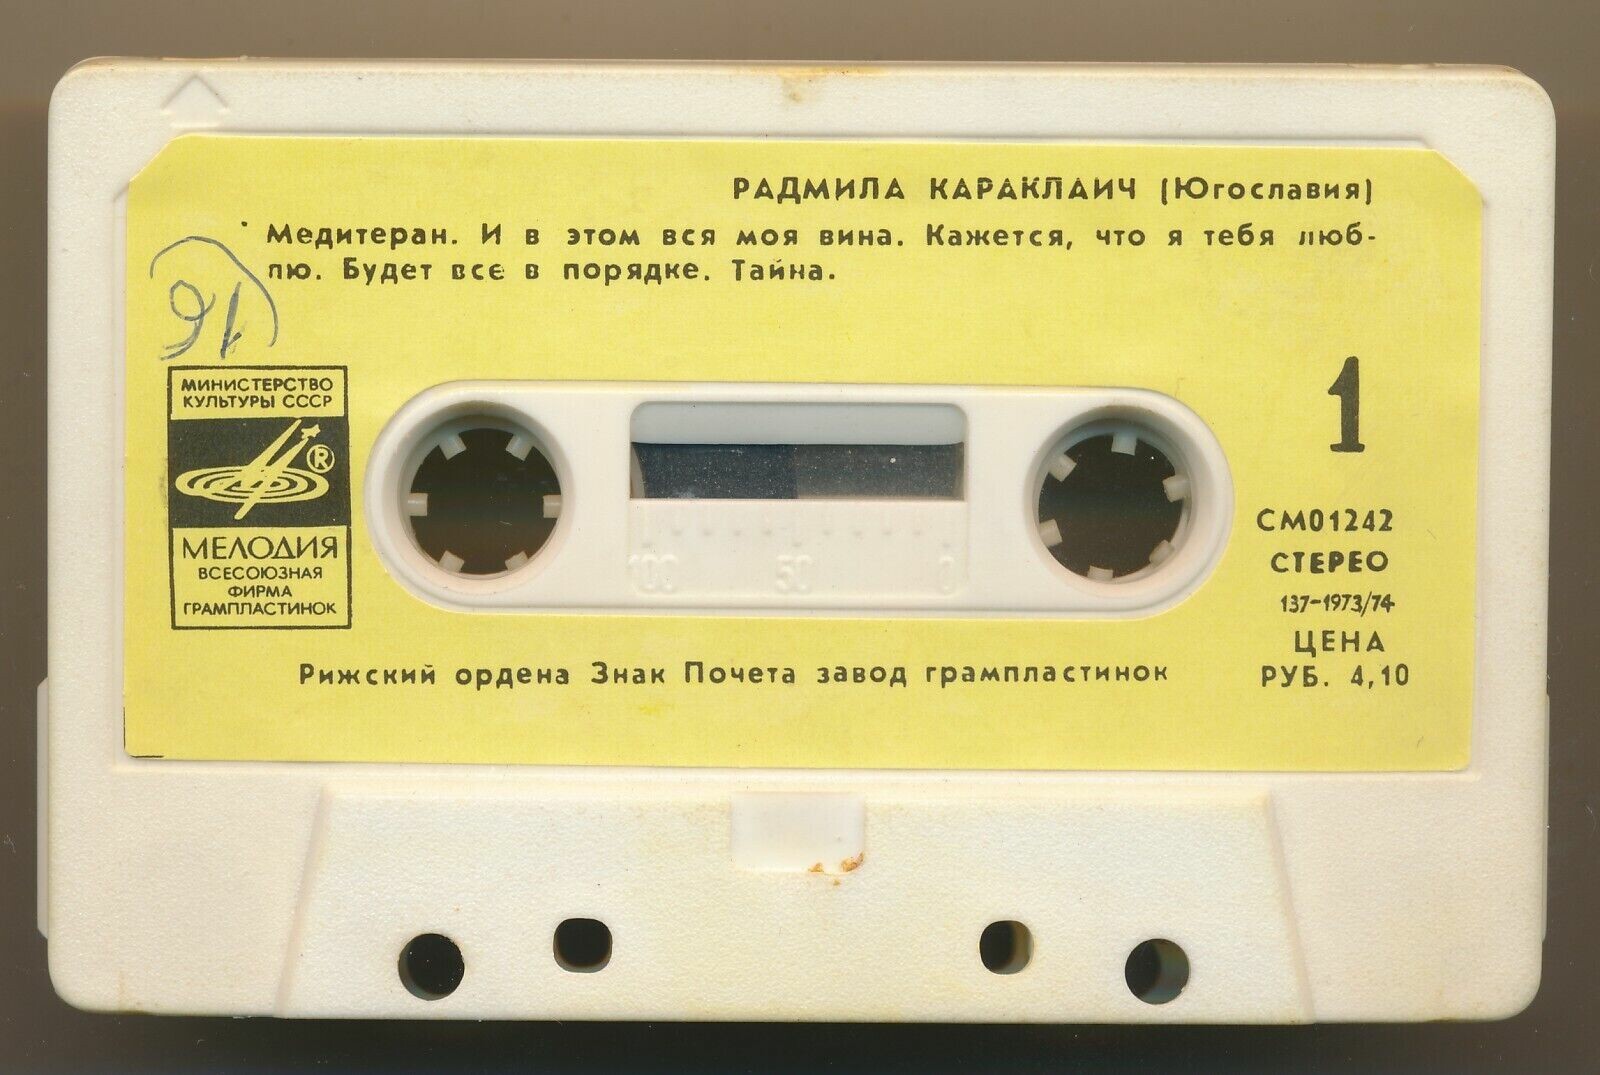 РАДМИЛА КАРАКЛАИЧ (Югославия)
Медитеран. И в этом вся моя вина. Кажется, что я тебя люб-
лю. Будет все в порядке. Тайна.
16
МИНИСТЕРСТВО
КУЛЬТУРЫ СССР
®
МЕЛОДИЯ
ВСЕСОЮЗНАЯ
ФИРМА
ГРАМПЛАСТИНОК
100 50 0
1
СМ01242
СТЕРЕО
137-1973/74
ЦЕНА
РУБ. 4,10
Рижский ордена Знак Почета завод грампластинок